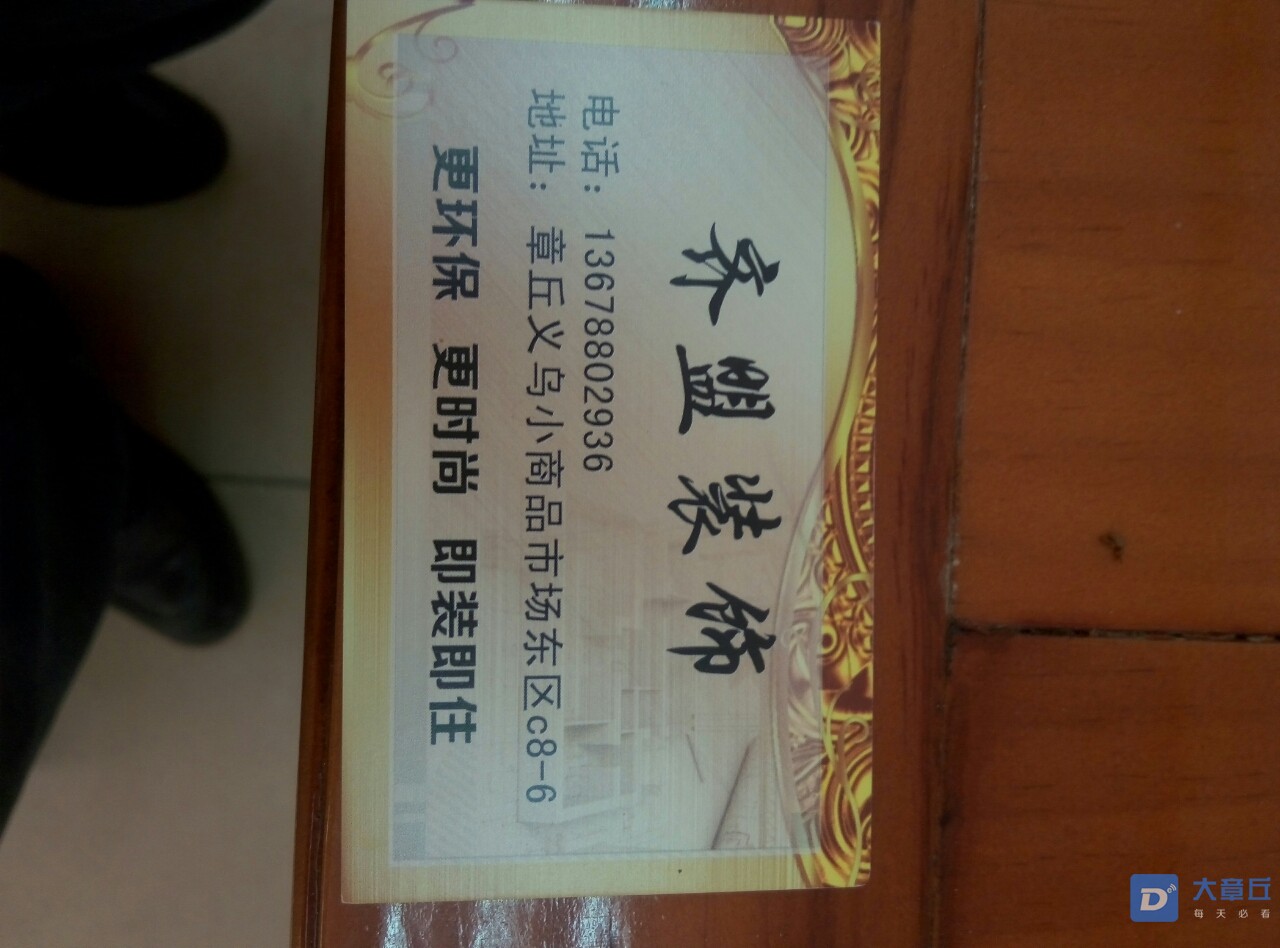 齐盟装饰
电话：13678802936
地址：章丘义乌小商品市场东区c8-6
更环保 更时尚 即装即住
大章丘
每天必看